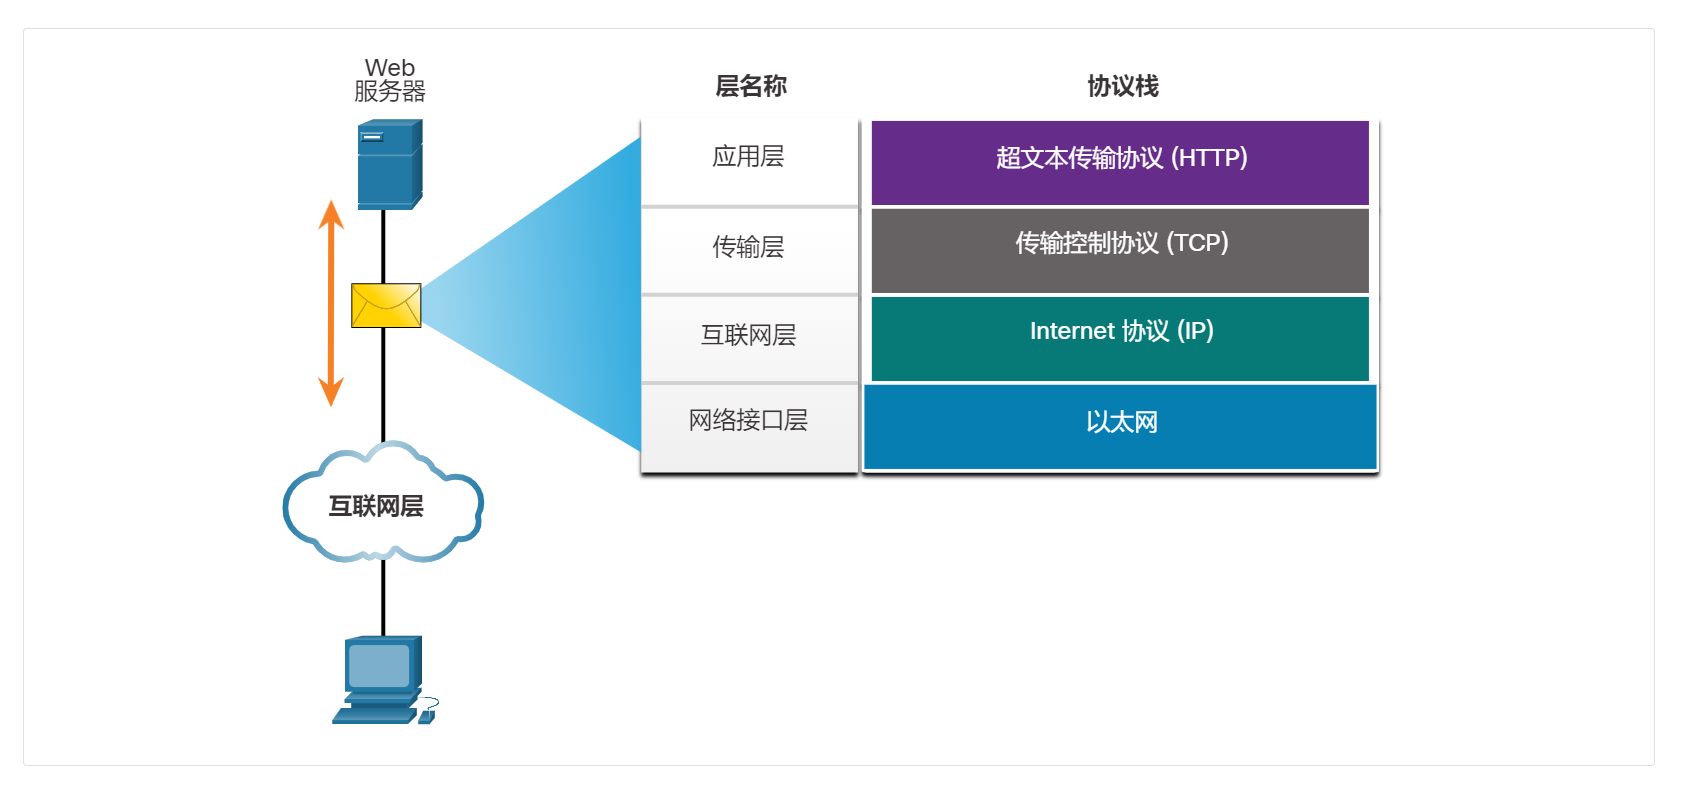 Web
服务器
层名称
协议栈
应用层
超文本传输协议 (HTTP)
传输层
传输控制协议 (TCP)
互联网层
Internet 协议 (IP)
网络接口层
以太网
互联网层